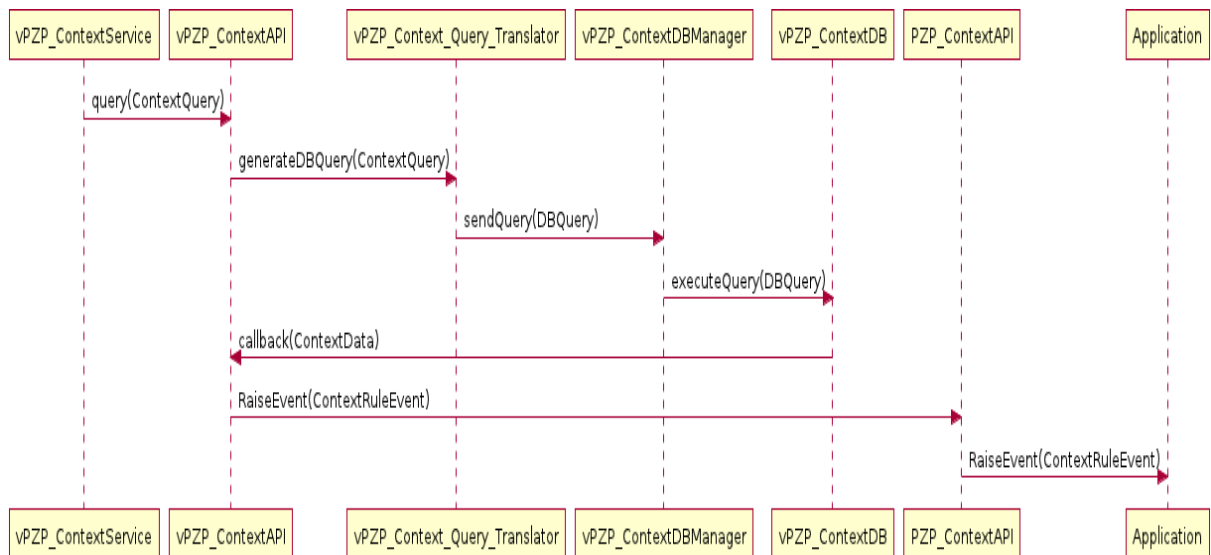 vPZP_ContextService vPZP_ContextAPI vPZP_Context_Query_Translator vPZP_ContextDBManager vPZP_ContextDB PZP_ContextAPI Application
query(ContextQuery)
generateDBQuery(ContextQuery)
sendQuery(DBQuery)
executeQuery(DBQuery)
callback(ContextData)
RaiseEvent(ContextRuleEvent)
RaiseEvent(ContextRuleEvent)
vPZP_ContextService vPZP_ContextAPI vPZP_Context_Query_Translator vPZP_ContextDBManager vPZP_ContextDB PZP_ContextAPI Application